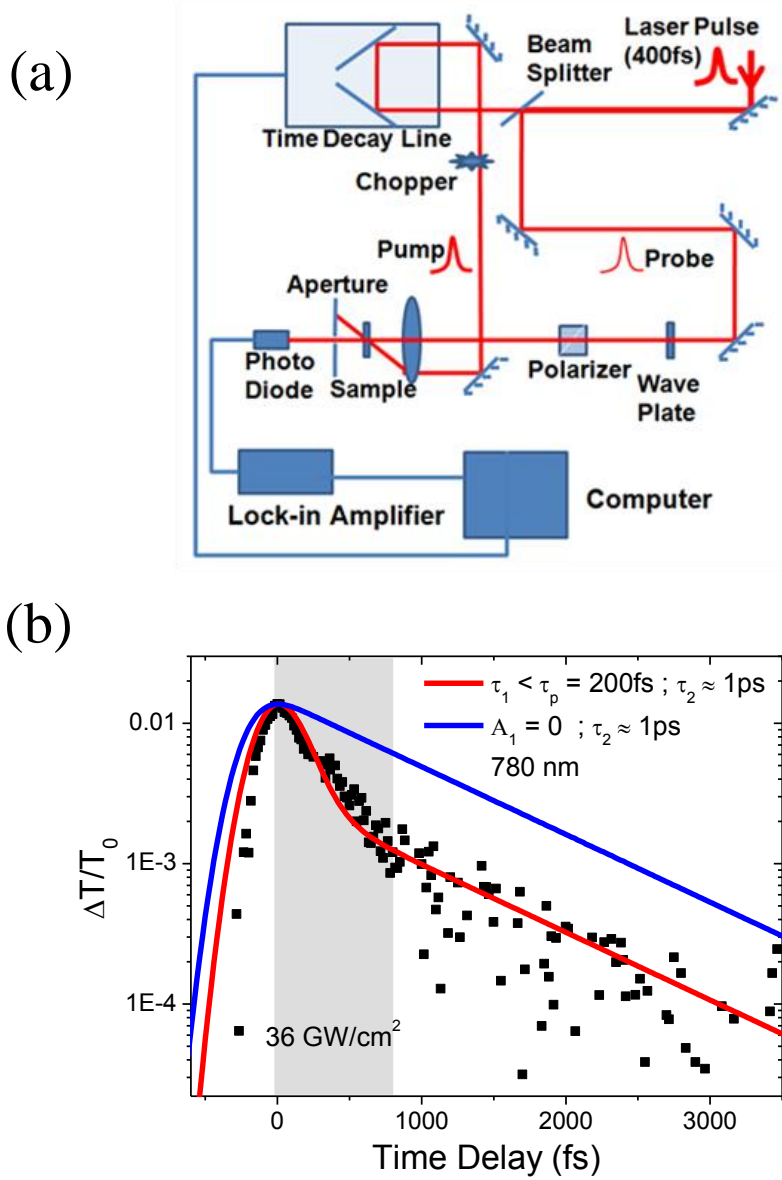 (a)
Laser Pulse
(400fs)
Beam
Splitter
Time Decay Line
Chopper
Pump
Probe
Aperture
Photo
Diode
Sample
Polarizer
Wave
Plate
Lock-in Amplifier
Computer
(b)
τ₁ < τₚ = 200fs ; τ₂ ≈ 1ps
A₁ = 0 ; τ₂ ≈ 1ps
780 nm
0.01
1E-3
1E-4
ΔT/T₀
36 GW/cm²
0
1000
2000
3000
Time Delay (fs)